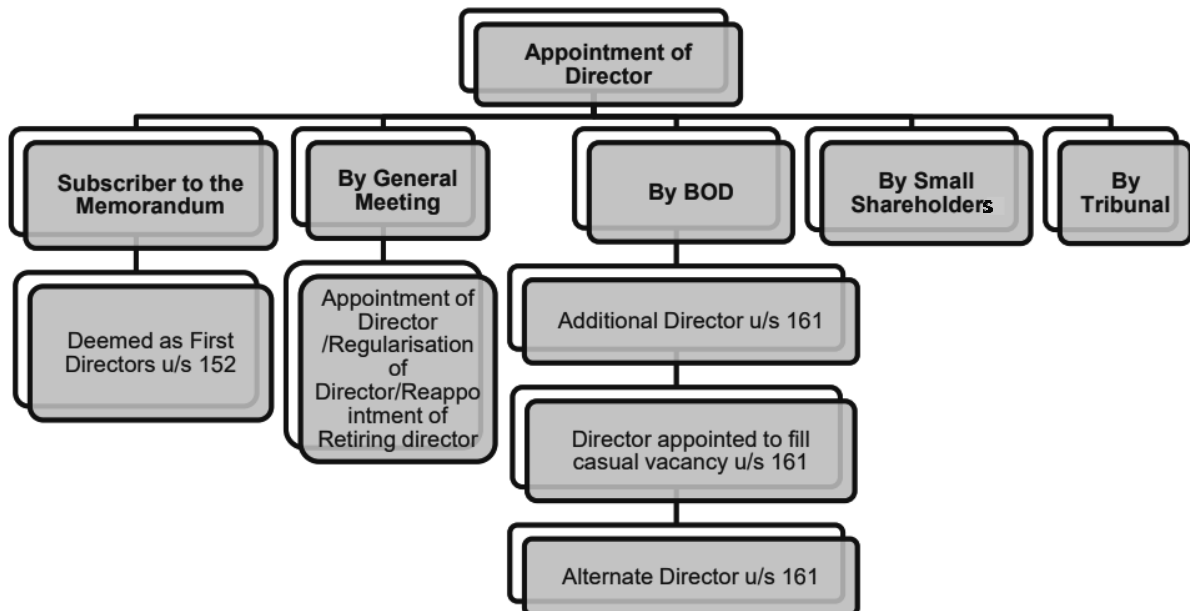 Appointment of
Director
Subscriber to the
Memorandum
By General
Meeting
By BOD
By Small
Shareholders
By
Tribunal
Deemed as First
Directors u/s 152
Appointment of
Director
/Regularisation
of
Director/Reappo
intment of
Retiring director
Additional Director u/s 161
Director appointed to fill
casual vacancy u/s 161
Alternate Director u/s 161